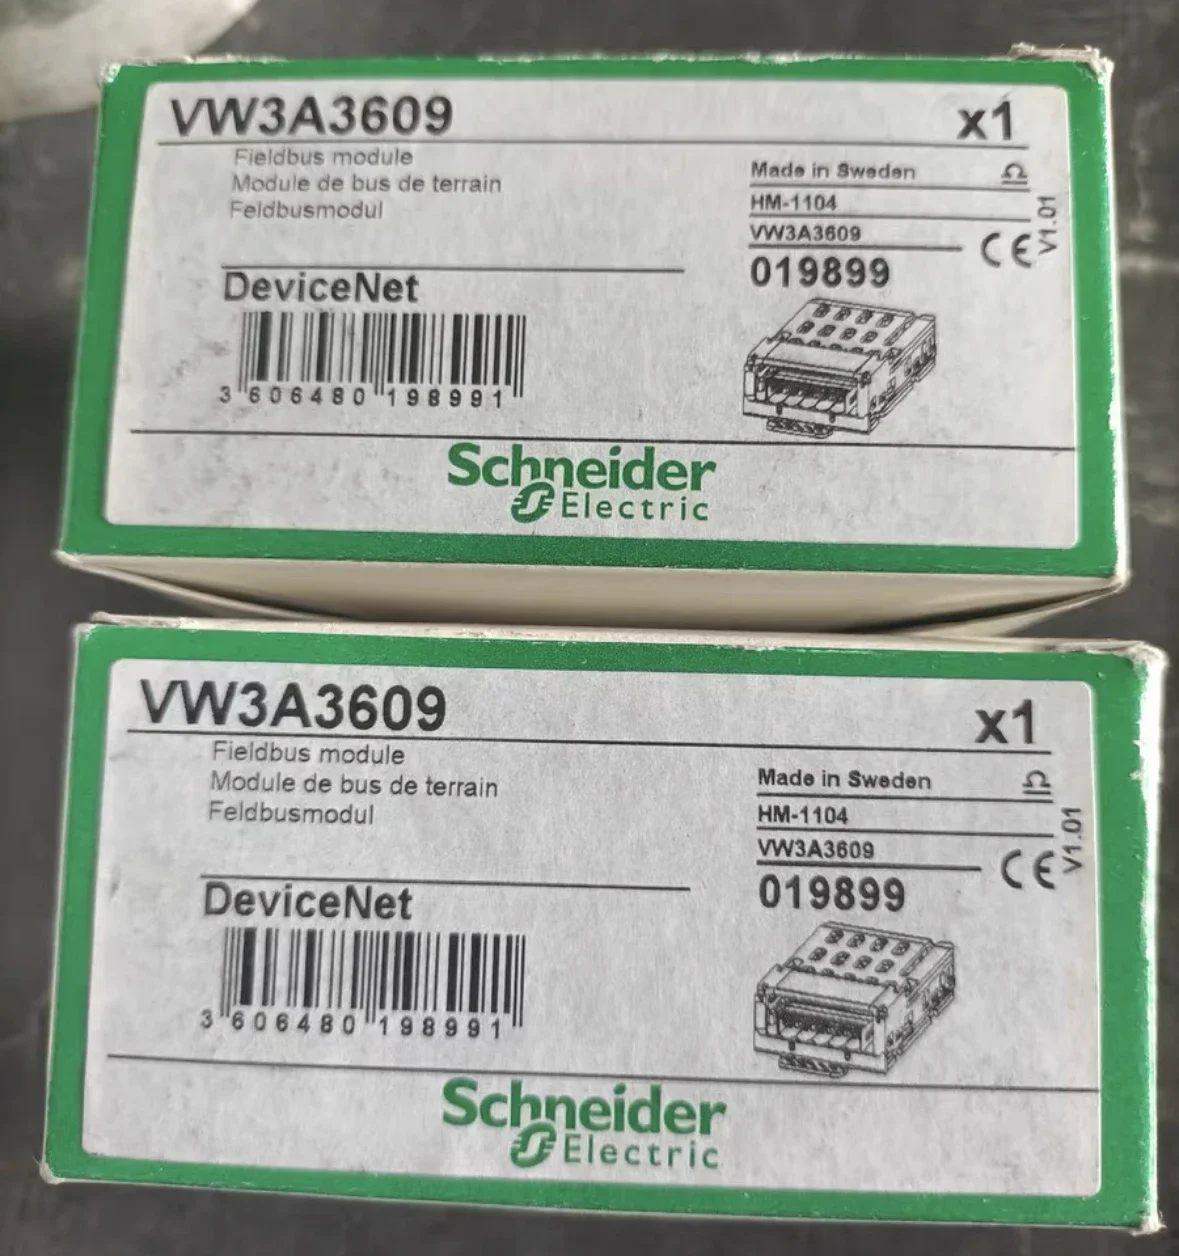 VW3A3609
x1
Fieldbus module
Module de bus de terrain
Feldbusmodul
Made in Sweden
HM-1104
VW3A3609
019899
CE
V1.01
DeviceNet
3 606480 198991
Schneider
Electric
VW3A3609
x1
Fieldbus module
Module de bus de terrain
Feldbusmodul
Made in Sweden
HM-1104
VW3A3609
019899
CE
V1.01
DeviceNet
3 606480 198991
Schneider
Electric